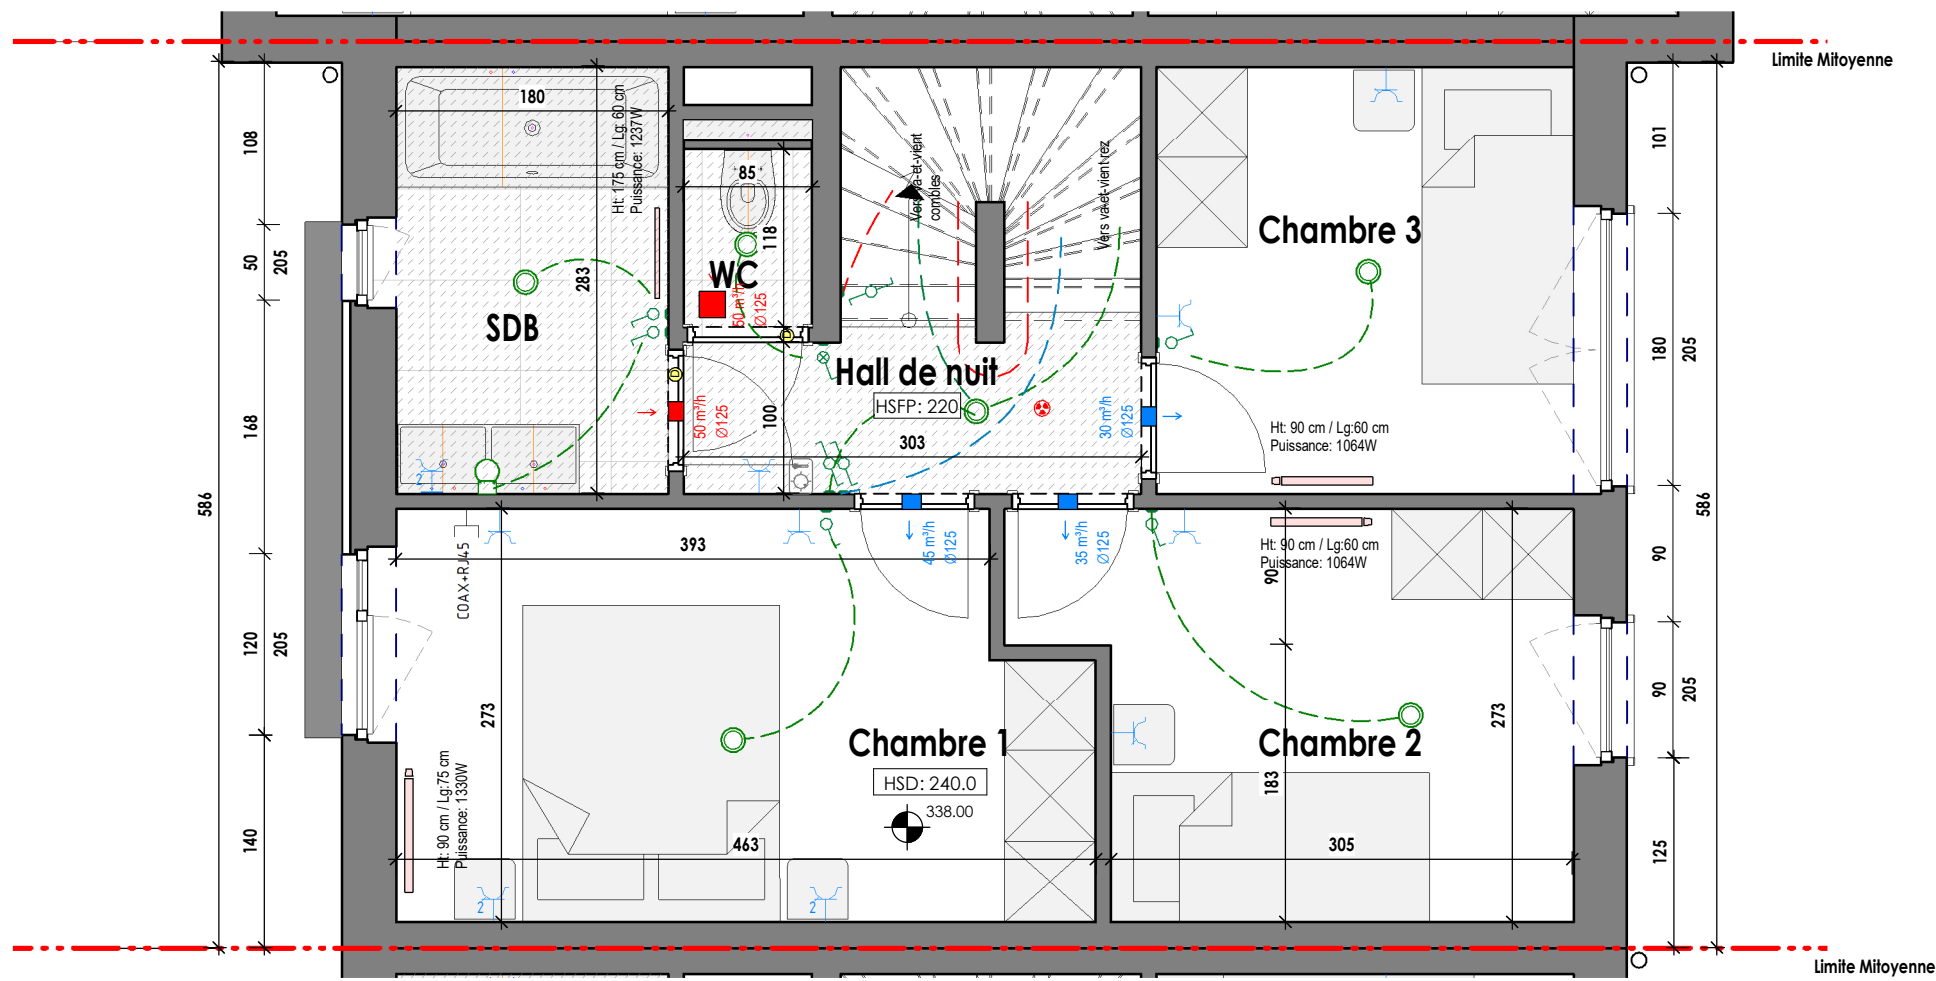 Limite Mitoyenne
180
Ht: 175 cm / Lg: 60 cm
Puissance: 1237W
85
118
WC
50 m³/h
Ø125
Vers va-et-vient
combles
Vers va-et-vient rez
Chambre 3
108
50
205
168
586
283
SDB
2
50 m³/h
Ø125
100
Hall de nuit
HSFP: 220
303
30 m³/h
Ø125
Ht: 90 cm / Lg:60 cm
Puissance: 1064W
101
180
205
586
COAX+RJ45
393
45 m³/h
Ø125
35 m³/h
Ø125
Ht: 90 cm / Lg:60 cm
Puissance: 1064W
90
90
90
205
120
205
273
Chambre 1
HSD: 240.0
338.00
Chambre 2
183
273
140
Ht: 90 cm / Lg:75 cm
Puissance: 1330W
463
305
125
2
2
Limite Mitoyenne